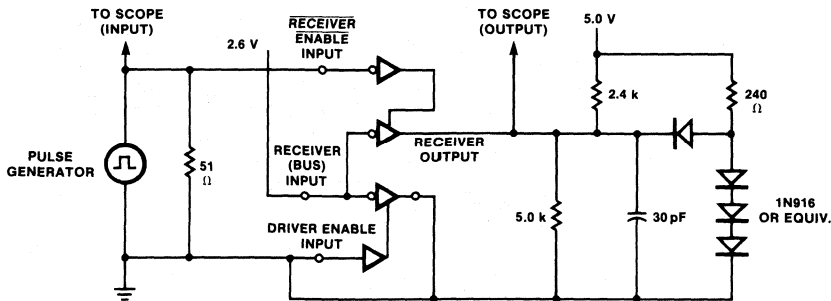 TO SCOPE
(INPUT)
RECEIVER
ENABLE
INPUT
2.6 V
TO SCOPE
(OUTPUT)
5.0 V
2.4 k
240
Ω
PULSE
GENERATOR
51
Ω
RECEIVER
(BUS)
INPUT
RECEIVER
OUTPUT
DRIVER ENABLE
INPUT
5.0 k
30 pF
1N916
OR EQUIV.